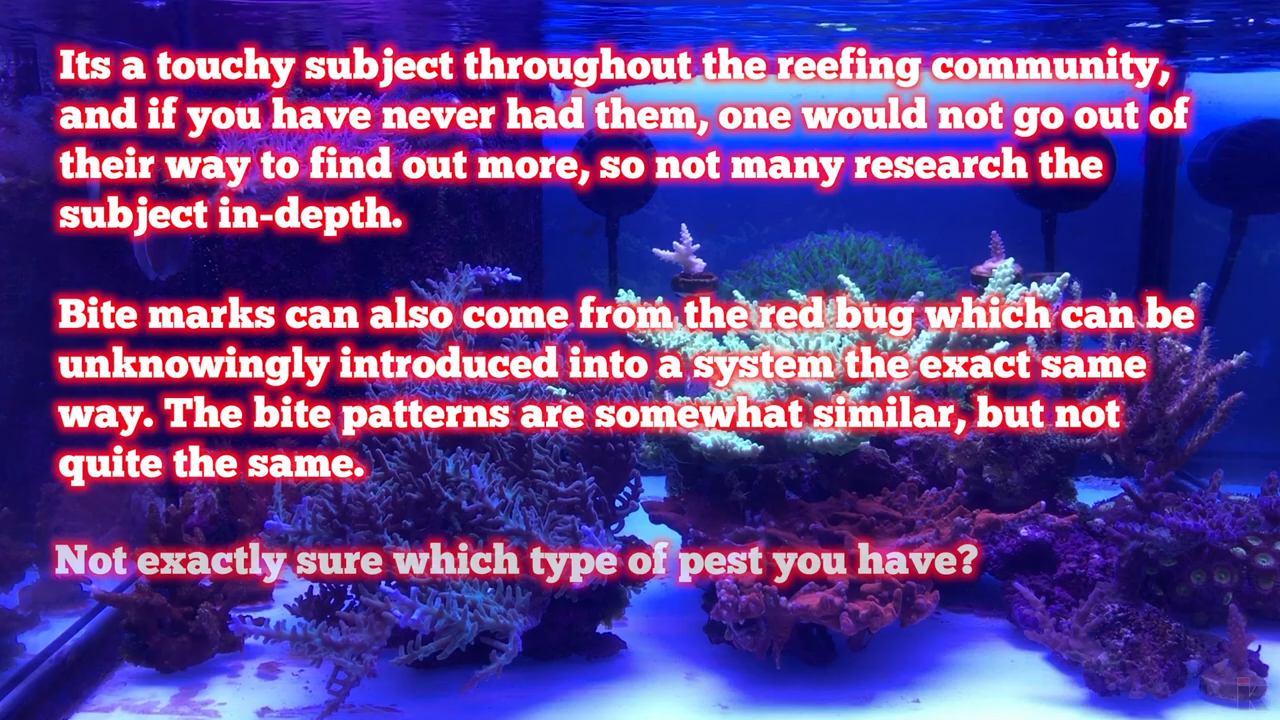 Its a touchy subject throughout the reefing community,
and if you have never had them, one would not go out of
their way to find out more, so not many research the
subject in-depth.
Bite marks can also come from the red bug which can be
unknowingly introduced into a system the exact same
way. The bite patterns are somewhat similar, but not
quite the same.
Not exactly sure which type of pest you have?